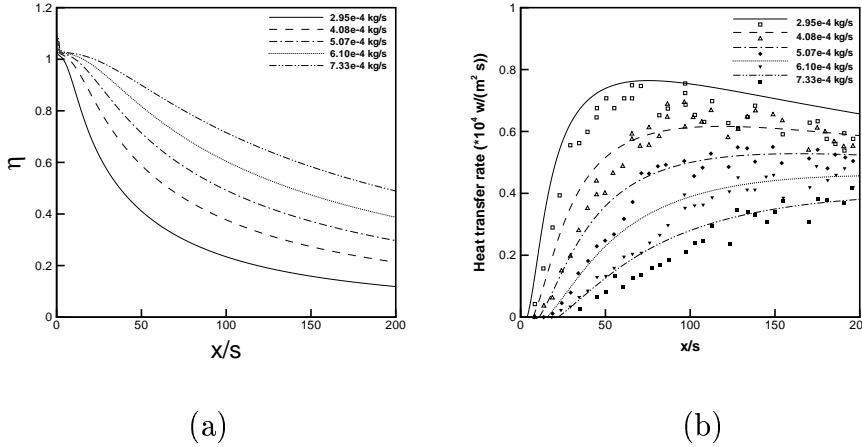 1.2
1
0.8
0.6
0.4
0.2
0
η
0
50
100
150
200
x/s
2.95e-4 kg/s
4.08e-4 kg/s
5.07e-4 kg/s
6.10e-4 kg/s
7.33e-4 kg/s
(a)
1
0.8
0.6
0.4
0.2
0
Heat transfer rate (*10⁴ w/(m² s)
0
50
100
150
200
x/s
2.95e-4 kg/s
4.08e-4 kg/s
5.07e-4 kg/s
6.10e-4 kg/s
7.33e-4 kg/s
(b)